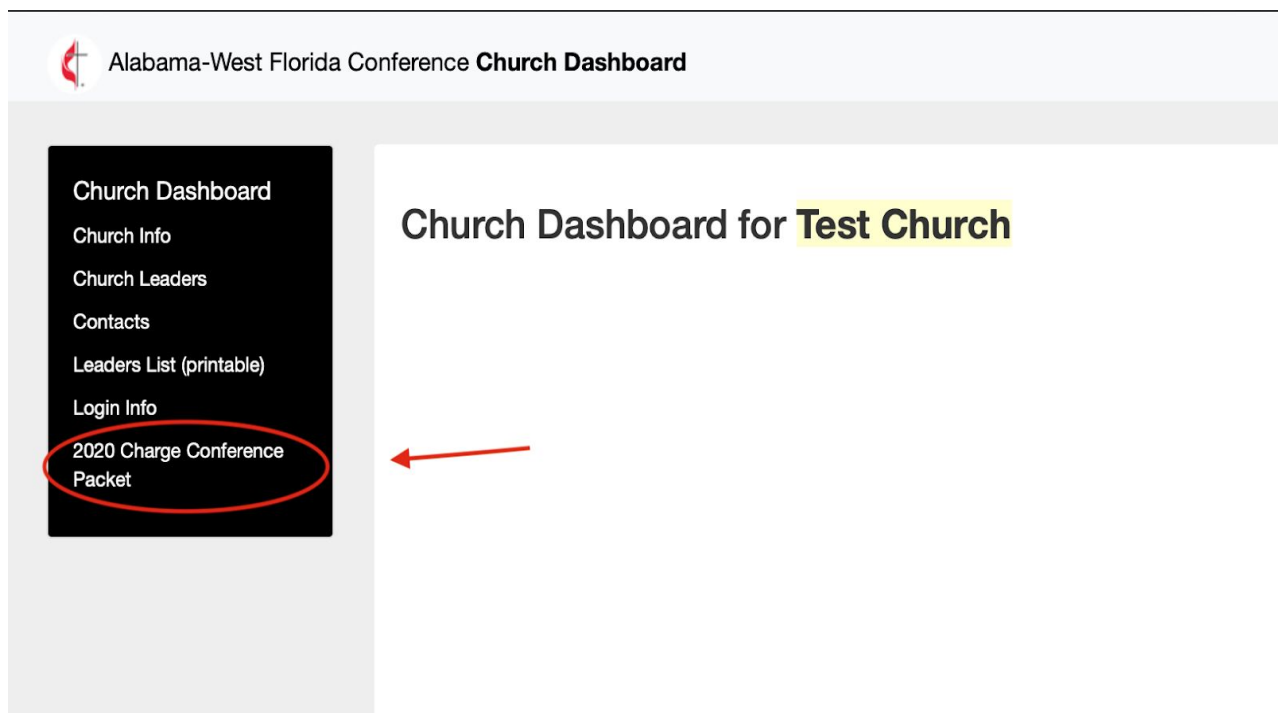 Alabama-West Florida Conference Church Dashboard
Church Dashboard
Church Info
Church Leaders
Contacts
Leaders List (printable)
Login Info
2020 Charge Conference
Packet
Church Dashboard for Test Church